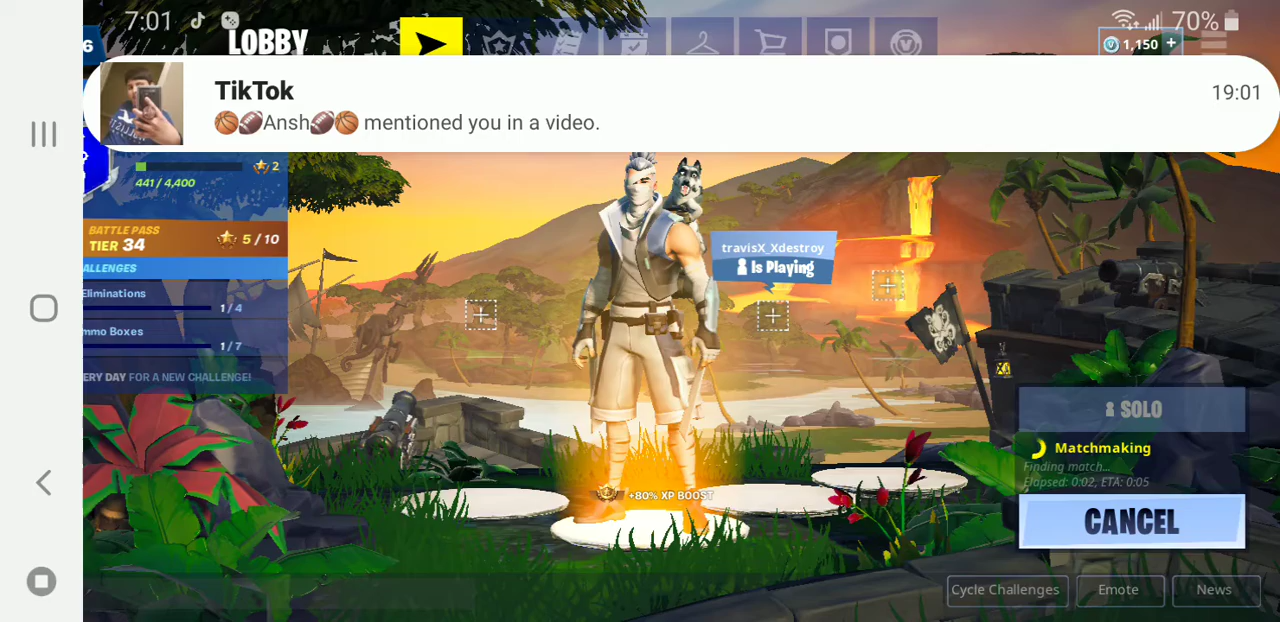 7:01
70%
6
LOBBY
1,150 +
TikTok
19:01
🏀🏈Ansh🏈🏀 mentioned you in a video.
2
441 / 4,400
BATTLE PASS
TIER 34
5 / 10
ALLENGES
Eliminations
1 / 4
mmo Boxes
1 / 7
ERY DAY FOR A NEW CHALLENGE!
travisX_Xdestroy
Is Playing
+80% XP BOOST
SOLO
Matchmaking
Finding match...
Elapsed: 0:02, ETA: 0:05
CANCEL
Cycle Challenges
Emote
News